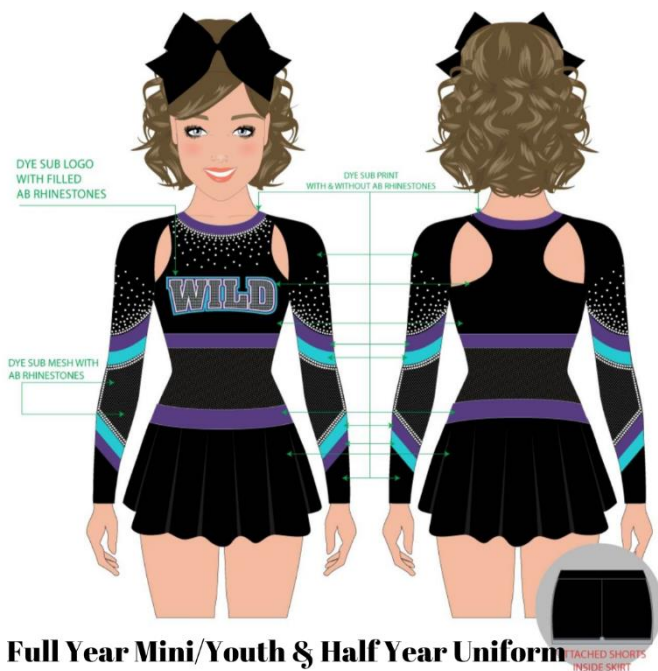 DYE SUB LOGO
WITH FILLED
AB RHINESTONES
DYE SUB PRINT
WITH & WITHOUT AB RHINESTONES
WILD
DYE SUB MESH WITH
AB RHINESTONES
Full Year Mini/Youth & Half Year Uniform
SHORTS
INSIDE SKIRT